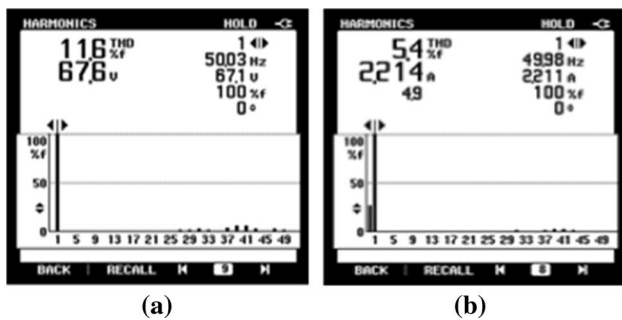 HARMONICS HOLD
11,6 THD %f 1
67,6 V 50,03 Hz
67,1 V
100 %f
0°
100
%f
50
0
1 5 9 13 17 21 25 29 33 37 41 45 49
BACK RECALL 9
(a)
HARMONICS HOLD
5,4 THD %f 1
2,214 A 49,98 Hz
4,9 2,211 A
100 %f
0°
100
%f
50
0
1 5 9 13 17 21 25 29 33 37 41 45 49
BACK RECALL 8
(b)